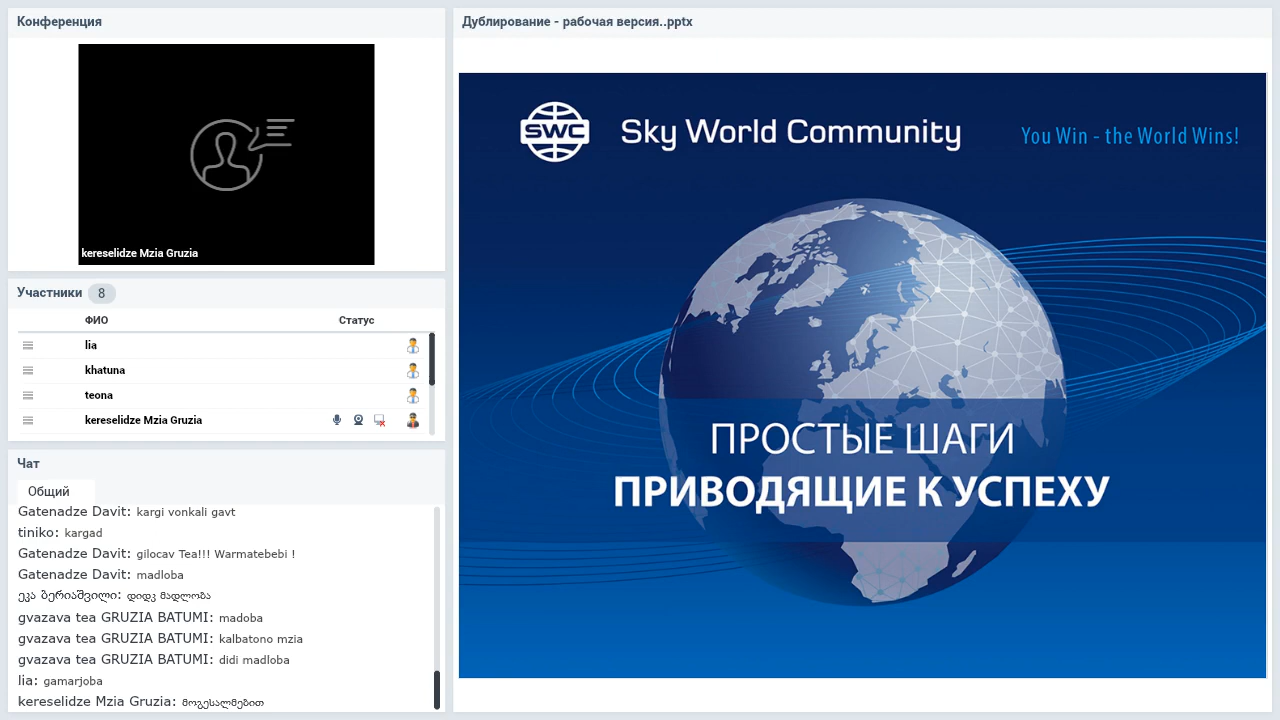 Конференция
kereselidze Mzia Gruzia
Участники 8
ФИО Статус
lia
khatuna
teona
kereselidze Mzia Gruzia
Чат
Общий
Gatenadze Davit: kargi vonkali gavt
tiniko: kargad
Gatenadze Davit: gilocav Tea!!! Warmatebebi !
Gatenadze Davit: madloba
ეკა ბერიაშვილი: დიდკ მადლობა
gvazava tea GRUZIA BATUMI: madoba
gvazava tea GRUZIA BATUMI: kalbatono mzia
gvazava tea GRUZIA BATUMI: didi madloba
lia: gamarjoba
kereselidze Mzia Gruzia: მოგესალმებით
Дублирование - рабочая версия..pptx
SWC Sky World Community
You Win - the World Wins!
ПРОСТЫЕ ШАГИ
ПРИВОДЯЩИЕ К УСПЕХУ